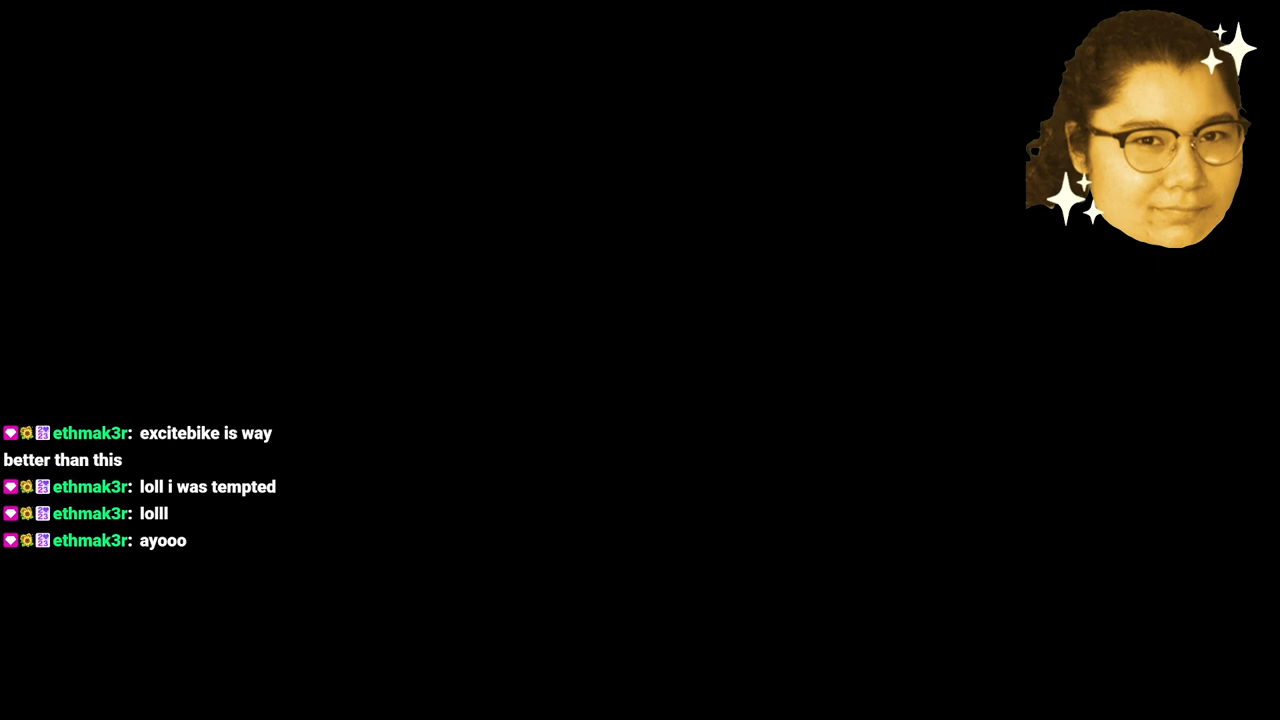 ethmak3r: excitebike is way
better than this
ethmak3r: loll i was tempted
ethmak3r: lolll
ethmak3r: ayooo